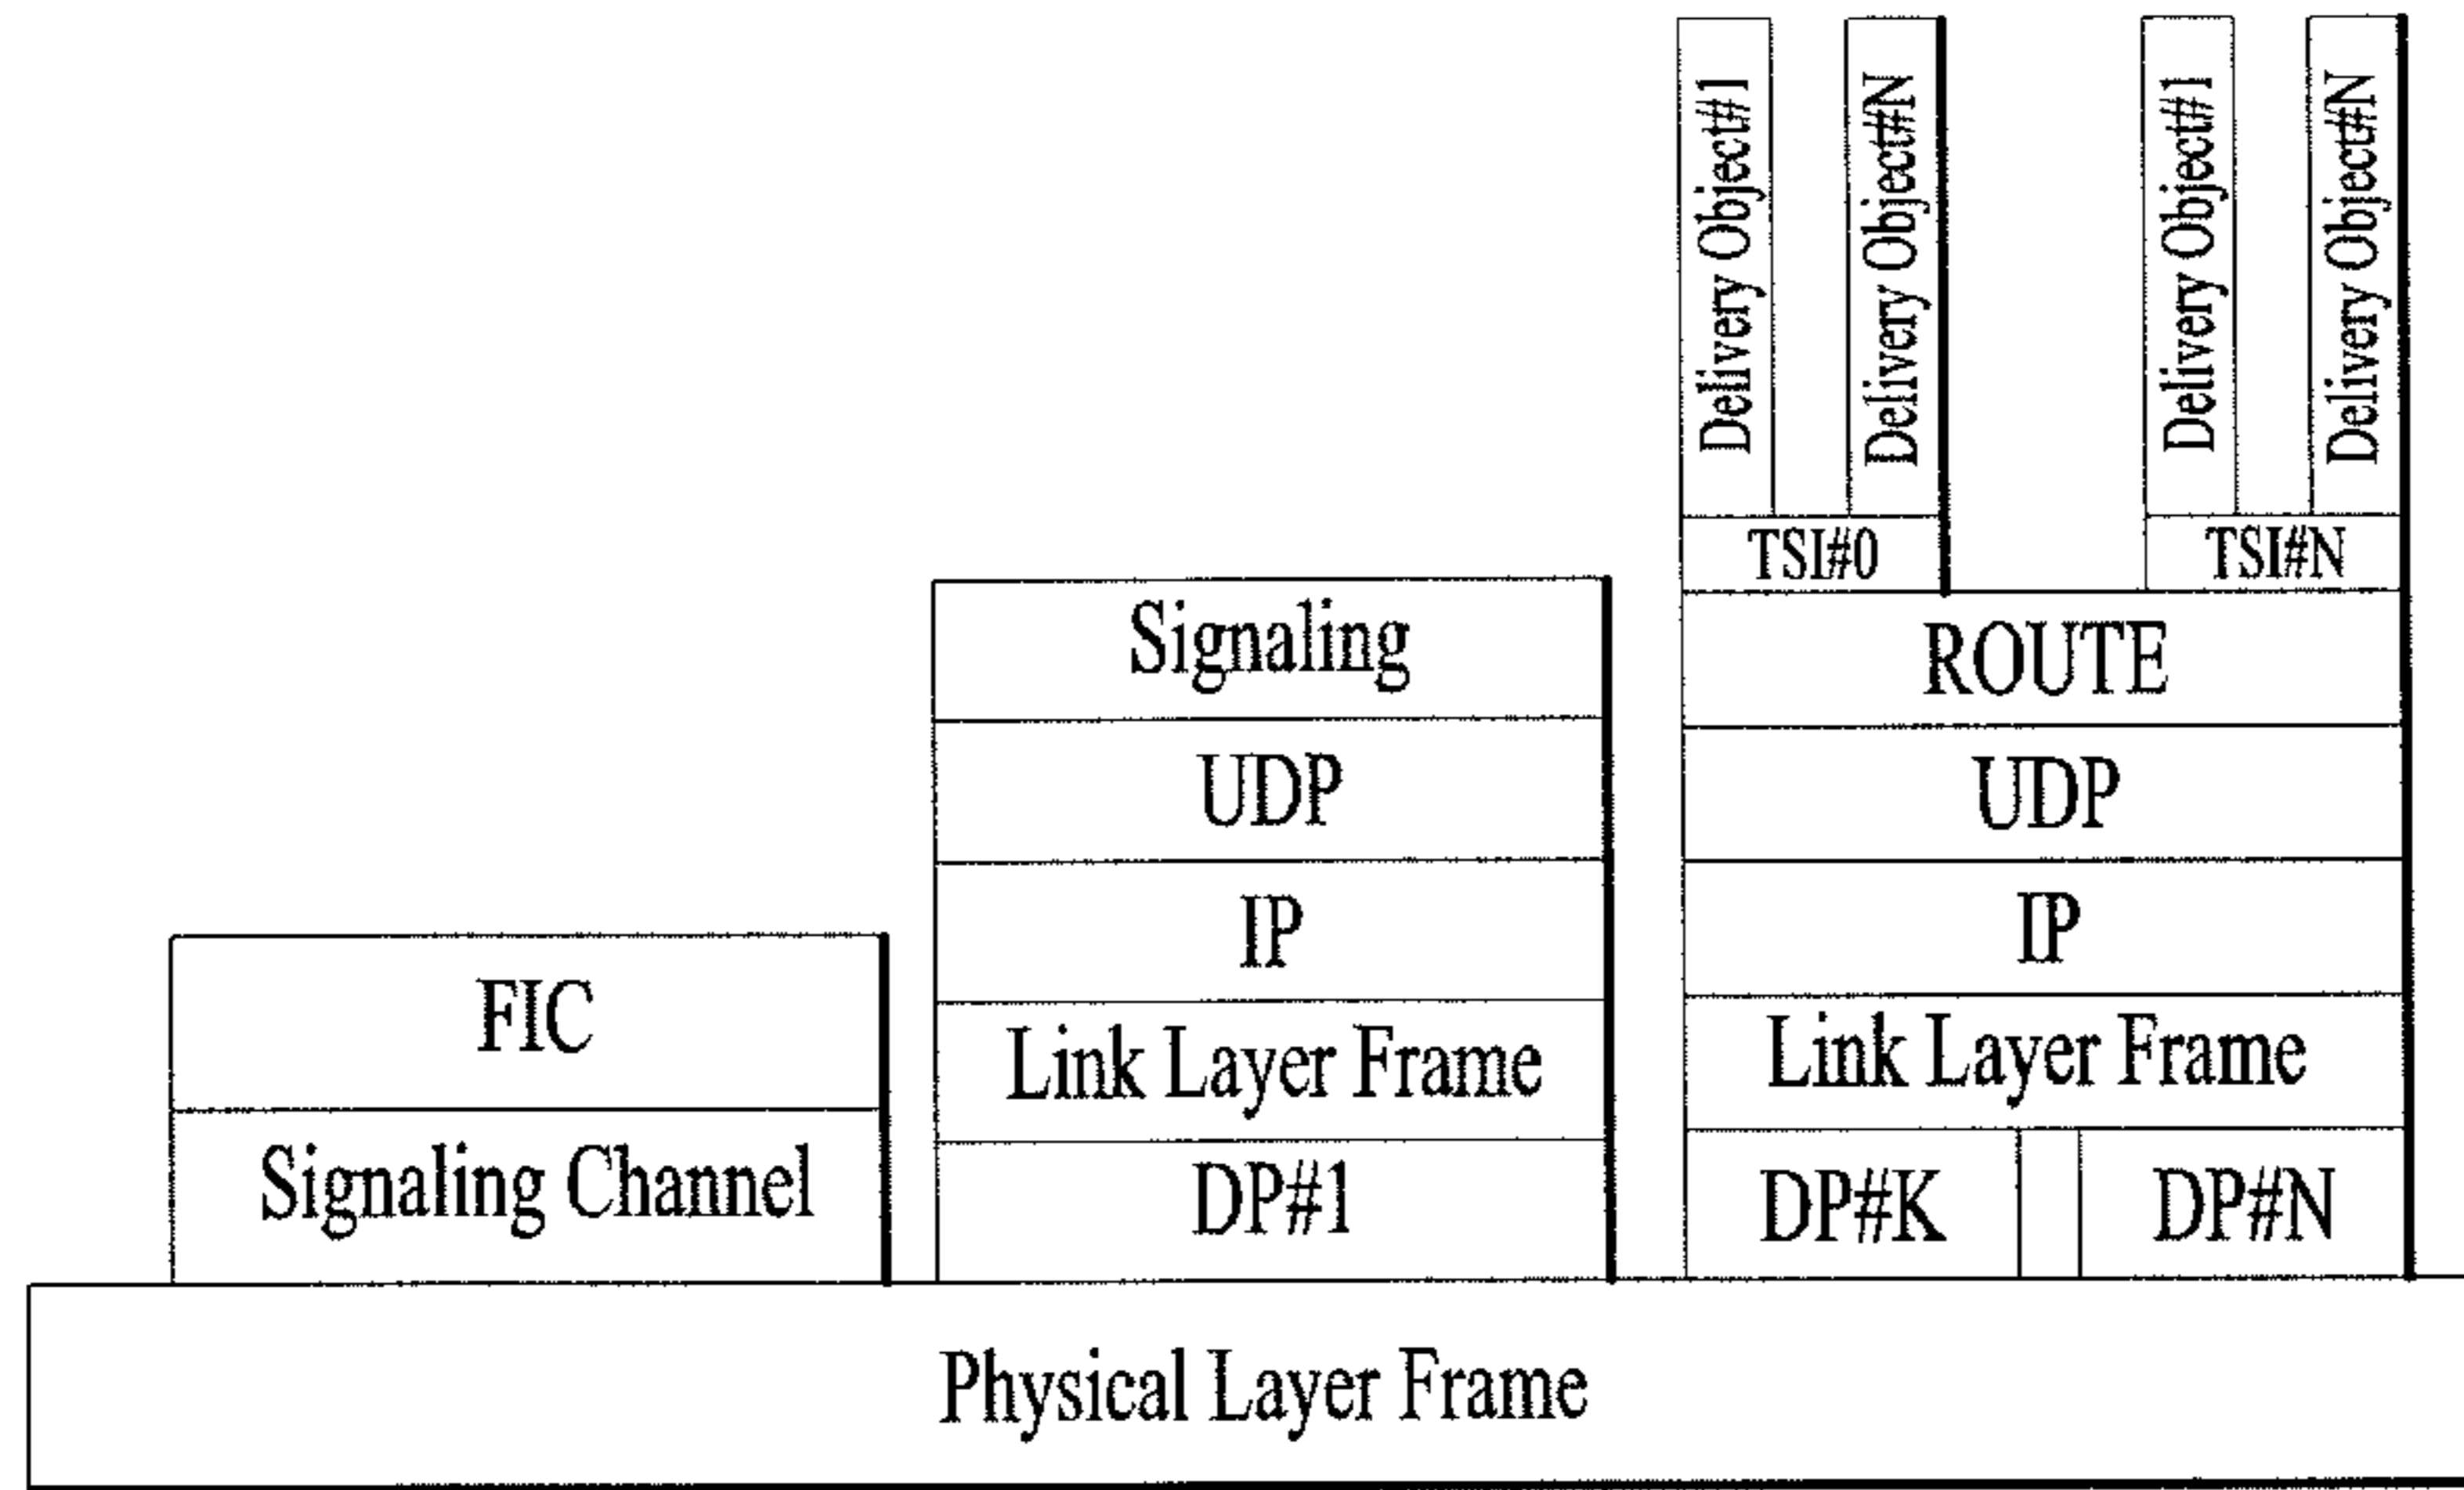 Delivery Object#1
Delivery Object#N
Delivery Object#1
Delivery Object#N
TSI#0
TSI#N
Signaling
ROUTE
UDP
UDP
IP
IP
FIC
Link Layer Frame
Link Layer Frame
Signaling Channel
DP#1
DP#K
DP#N
Physical Layer Frame